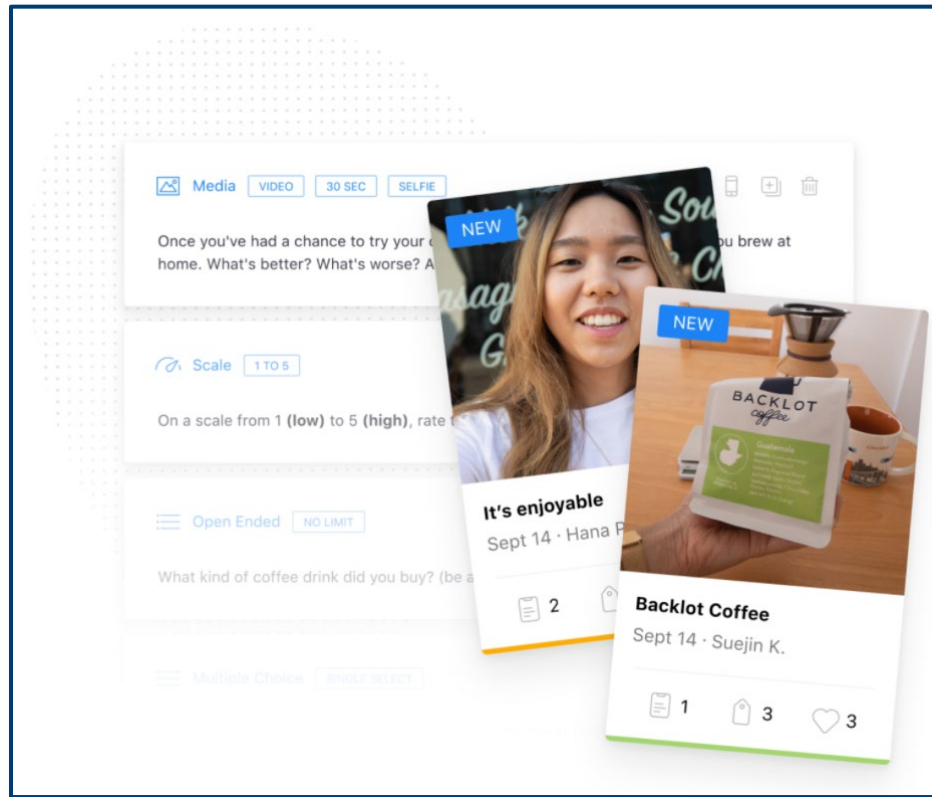 Media VIDEO 30 SEC SELFIE
Once you've had a chance to try your
ou brew at
home. What's better? What's worse? A
Scale 1 TO 5
On a scale from 1 (low) to 5 (high), rate
Open Ended NO LIMIT
What kind of coffee drink did you buy? (be a
Multiple Choice SINGLE SELECT
NEW
Sou
asag
It's enjoyable
Sept 14 · Hana P
2
NEW
BACKLOT
coffee
Guatemala
Backlot Coffee
Sept 14 · Suejin K.
1 3 3